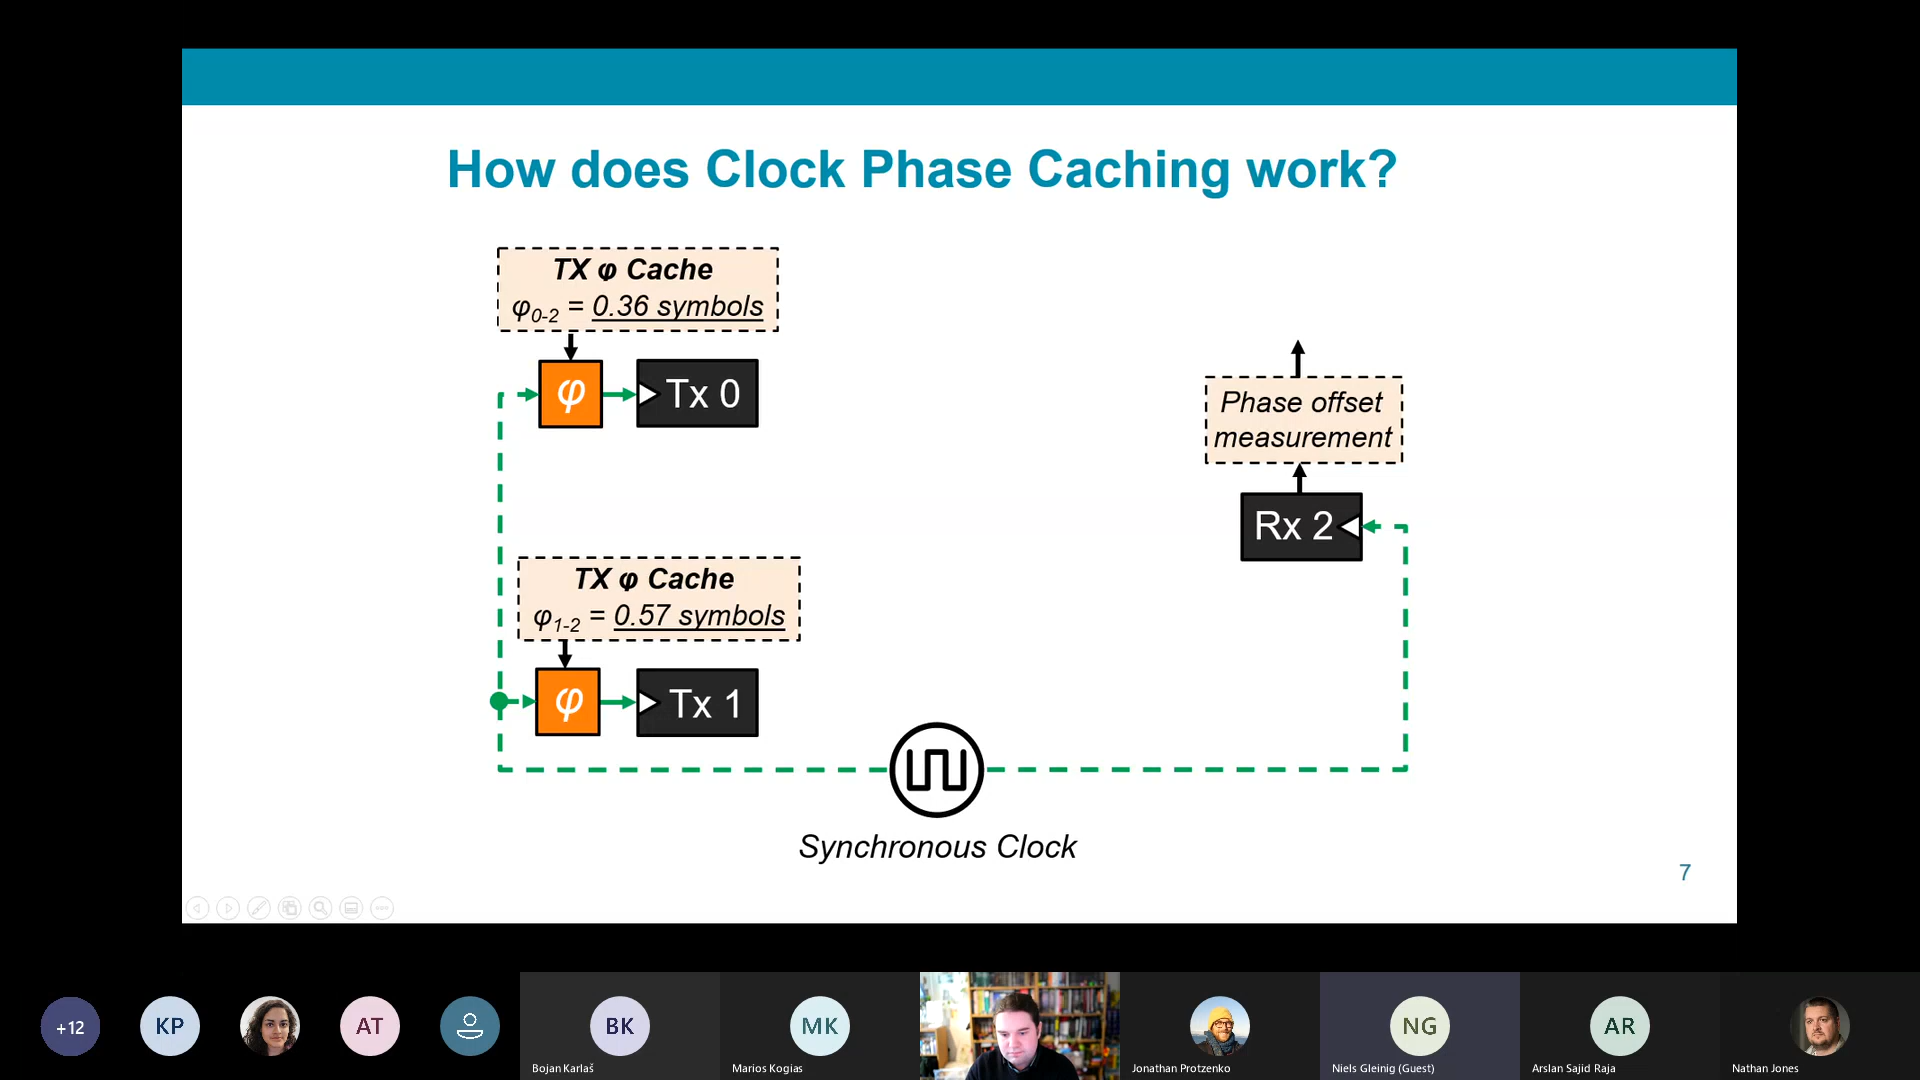 How does Clock Phase Caching work?
TX φ Cache
φ0-2 = 0.36 symbols
φ
Tx 0
Phase offset
measurement
Rx 2
TX φ Cache
φ1-2 = 0.57 symbols
φ
Tx 1
Synchronous Clock
7
+12
KP
AT
BK
MK
NG
AR
Bojan Karlaš
Marios Kogias
Jonathan Protzenko
Niels Gleinig (Guest)
Arslan Sajid Raja
Nathan Jones